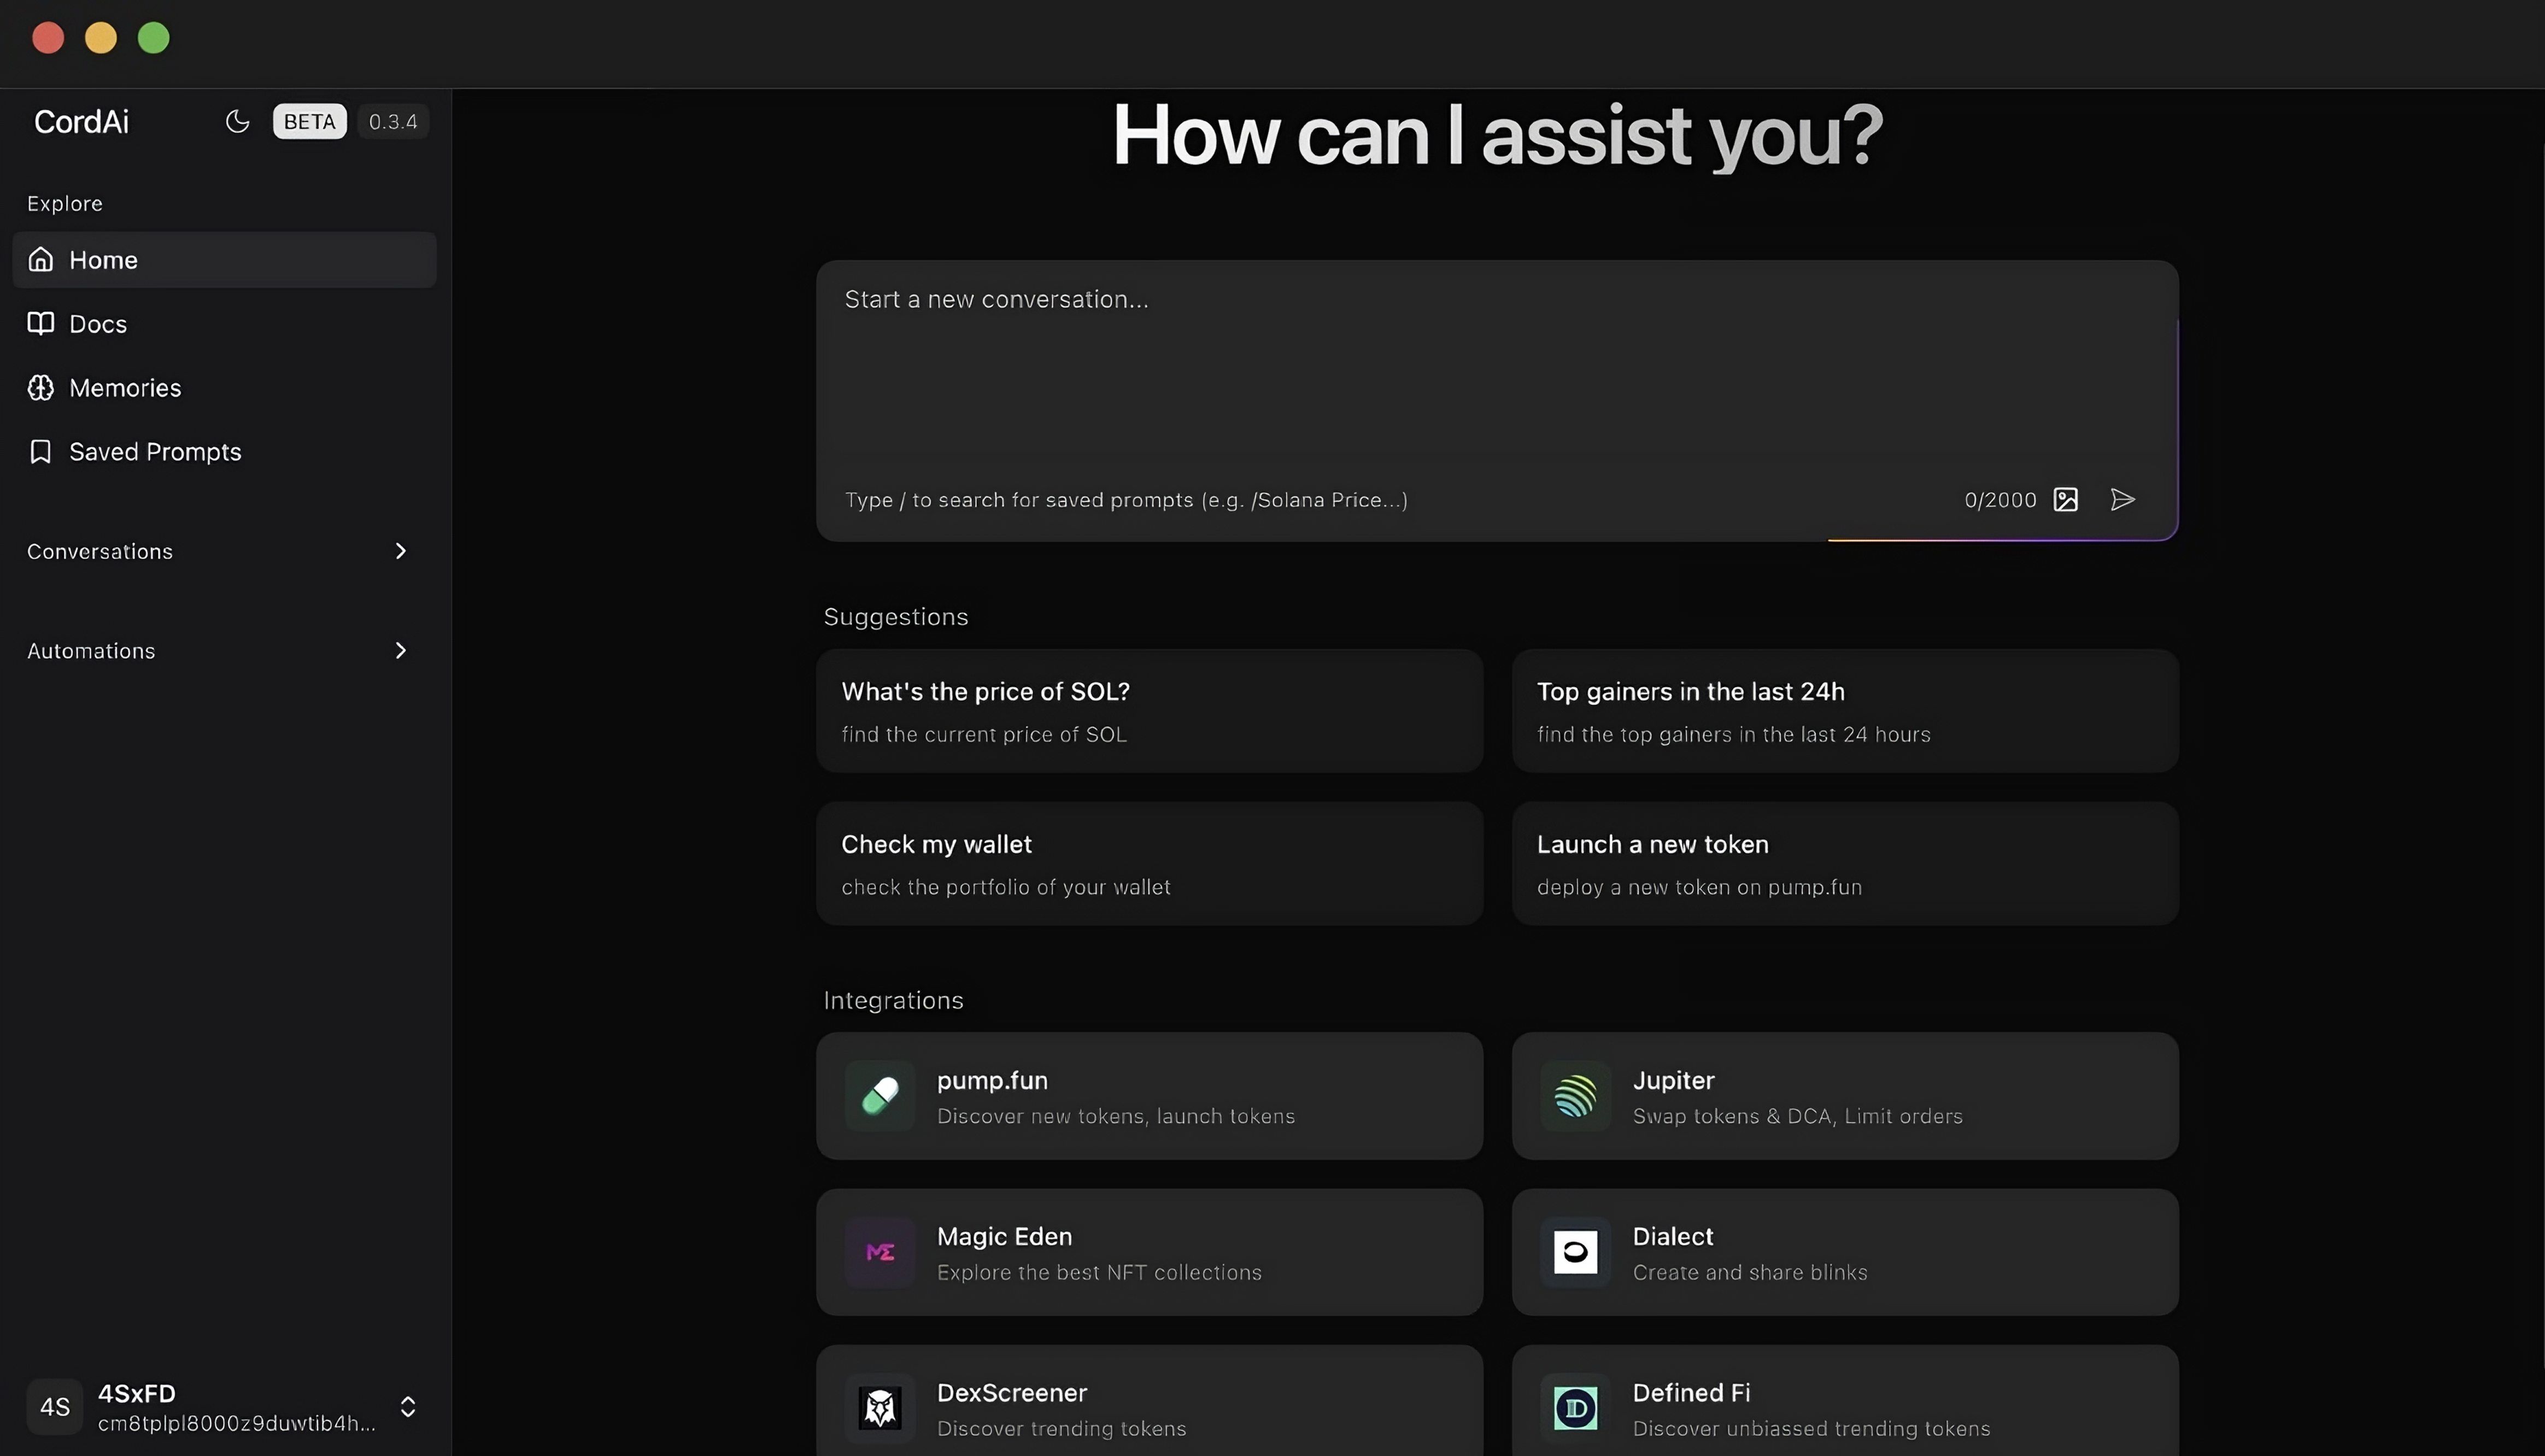 CordAi
BETA
0.3.4
Explore
Home
Docs
Memories
Saved Prompts
Conversations
Automations
4S
4SxFD
cm8tplpl8000z9duwtib4h...
How can I assist you?
Start a new conversation...
Type / to search for saved prompts (e.g. /Solana Price...)
0/2000
Suggestions
What's the price of SOL?
find the current price of SOL
Top gainers in the last 24h
find the top gainers in the last 24 hours
Check my wallet
check the portfolio of your wallet
Launch a new token
deploy a new token on pump.fun
Integrations
pump.fun
Discover new tokens, launch tokens
Jupiter
Swap tokens & DCA, Limit orders
ME
Magic Eden
Explore the best NFT collections
Dialect
Create and share blinks
DexScreener
Discover trending tokens
D
Defined Fi
Discover unbiassed trending tokens